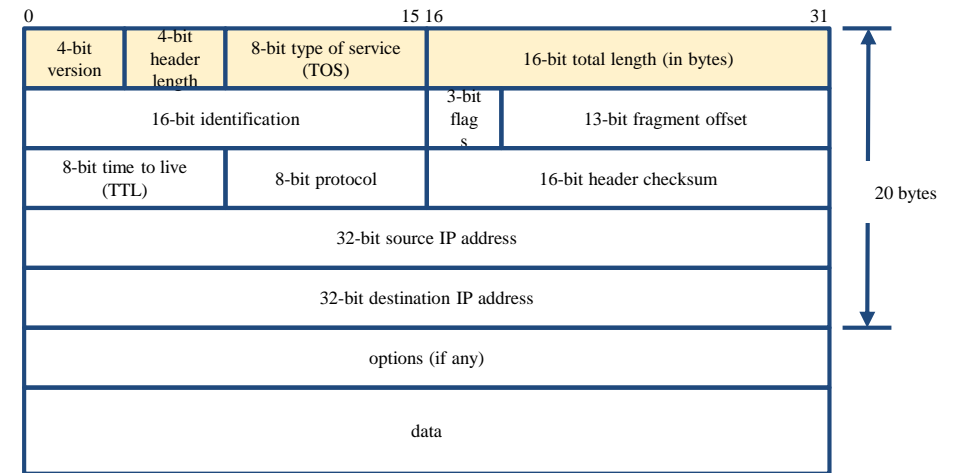 0 15 16 31
4-bit
version
4-bit
header
length
8-bit type of service
(TOS)
16-bit total length (in bytes)
16-bit identification
3-bit
flag
s
13-bit fragment offset
8-bit time to live
(TTL)
8-bit protocol
16-bit header checksum
20 bytes
32-bit source IP address
32-bit destination IP address
options (if any)
data